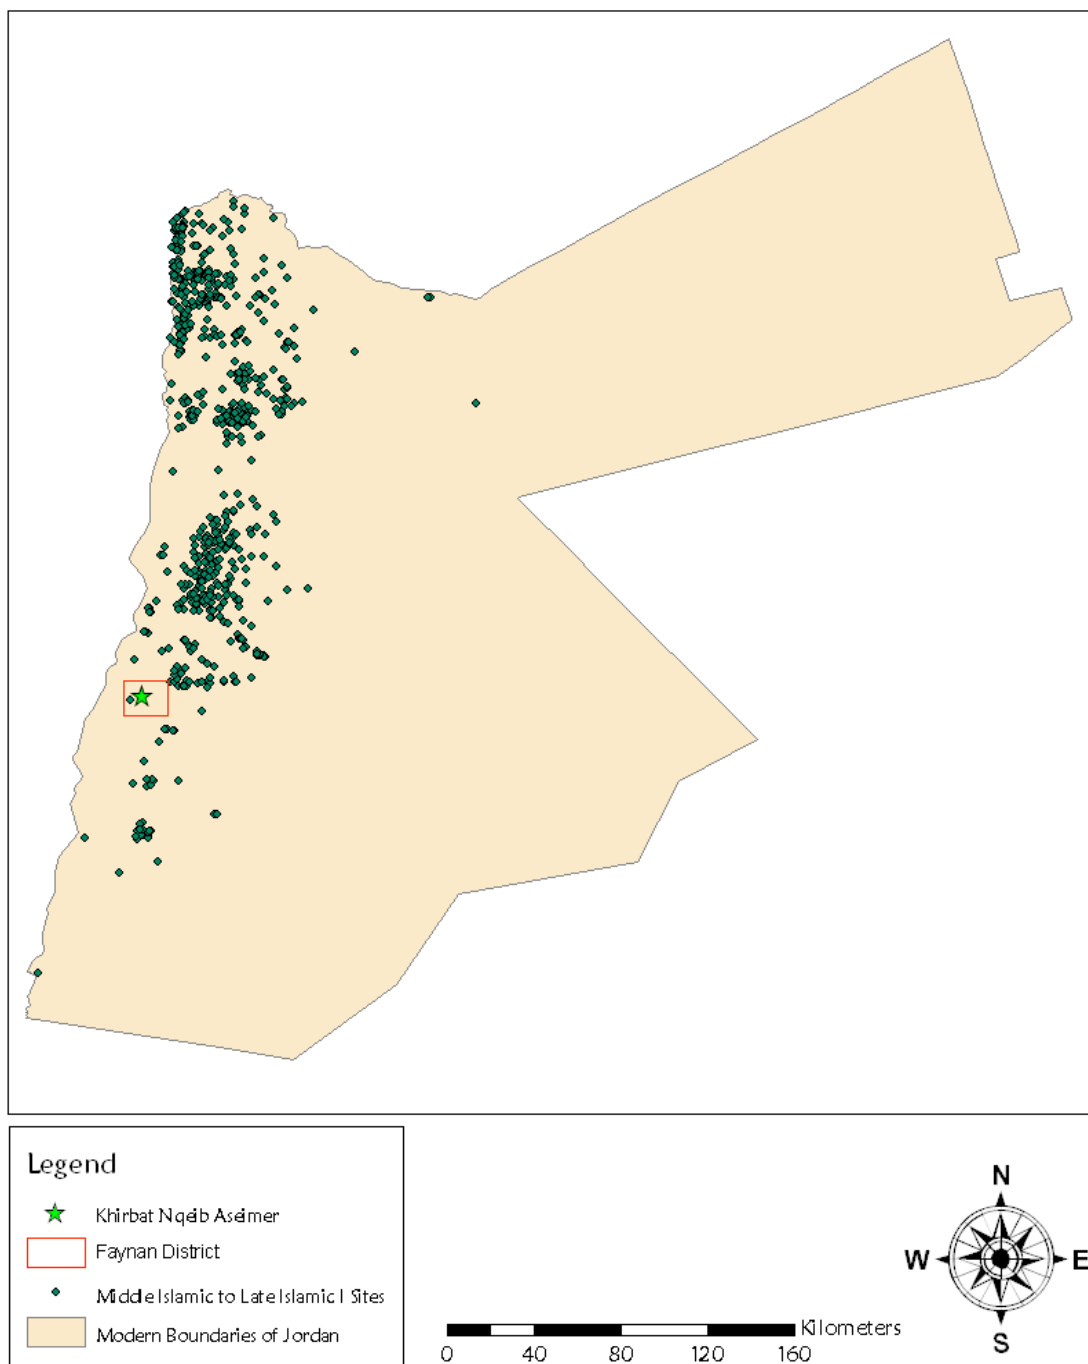 Legend
Khirbat Nqeib Aseimer
Faynan District
Middle Islamic to Late Islamic I Sites
Modern Boundaries of Jordan
Kilometers
0 40 80 120 160
N
W E
S